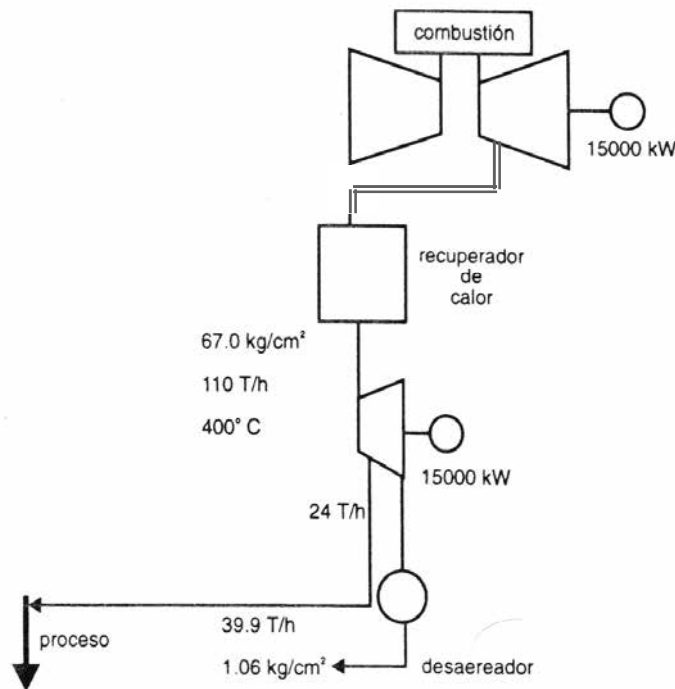 combustión
15000 kW
recuperador
de
calor
67.0 kg/cm²
110 T/h
400° C
15000 kW
24 T/h
39.9 T/h
proceso
1.06 kg/cm²
desaereador